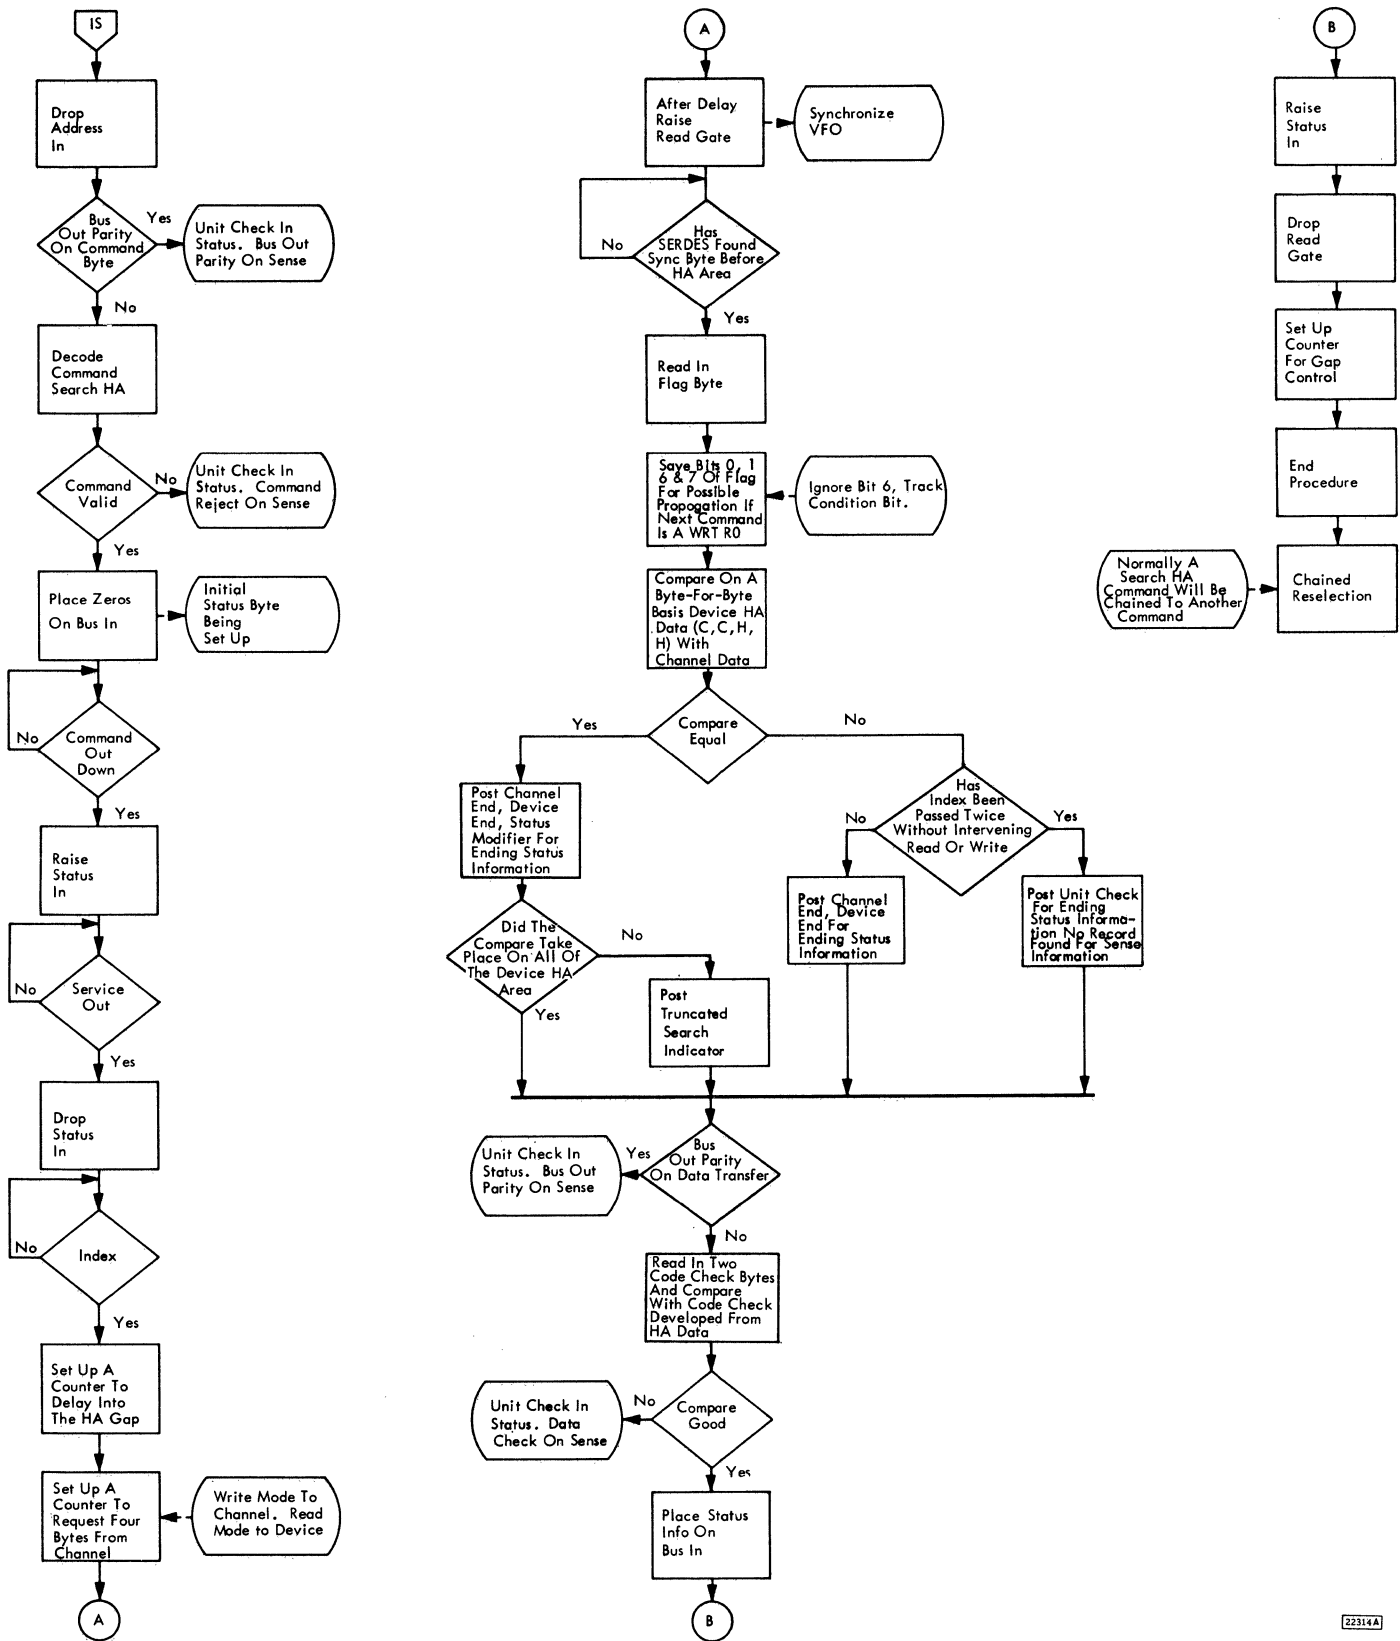 IS
Drop
Address
In
Bus
Out Parity
On Command
Byte
Yes
Unit Check In
Status. Bus Out
Parity On Sense
No
Decode
Command
Search HA
Command
Valid
No
Unit Check In
Status. Command
Reject On Sense
Yes
Place Zeros
On Bus In
Initial
Status Byte
Being
Set Up
Command
Out
Down
No
Yes
Raise
Status
In
Service
Out
No
Yes
Drop
Status
In
Index
No
Yes
Set Up A
Counter To
Delay Into
The HA Gap
Set Up A
Counter To
Request Four
Bytes From
Channel
Write Mode To
Channel. Read
Mode to Device
A
A
After Delay
Raise
Read Gate
Synchronize
VFO
Has
SERDES Found
Sync Byte Before
HA Area
No
Yes
Read In
Flag Byte
Save Bits 0, 1
6 & 7 Of Flag
For Possible
Propogation If
Next Command
Is A WRT R0
Ignore Bit 6, Track
Condition Bit.
Compare On A
Byte-For-Byte
Basis Device HA
Data (C,C,H,
H) With
Channel Data
Compare
Equal
Yes
No
Post Channel
End, Device
End, Status
Modifier For
Ending Status
Information
Has
Index Been
Passed Twice
Without Intervening
Read Or Write
No
Yes
Did The
Compare Take
Place On All Of
The Device HA
Area
No
Yes
Post
Truncated
Search
Indicator
Post Channel
End, Device
End For
Ending Status
Information
Post Unit Check
For Ending
Status Informa-
tion No Record
Found For Sense
Information
Bus
Out Parity
On Data Transfer
Yes
Unit Check In
Status. Bus Out
Parity On Sense
No
Read In Two
Code Check Bytes
And Compare
With Code Check
Developed From
HA Data
Compare
Good
No
Unit Check In
Status. Data
Check On Sense
Yes
Place Status
Info On
Bus In
B
B
Raise
Status
In
Drop
Read
Gate
Set Up
Counter
For Gap
Control
End
Procedure
Chained
Reselection
Normally A
Search HA
Command Will Be
Chained To Another
Command
22314A